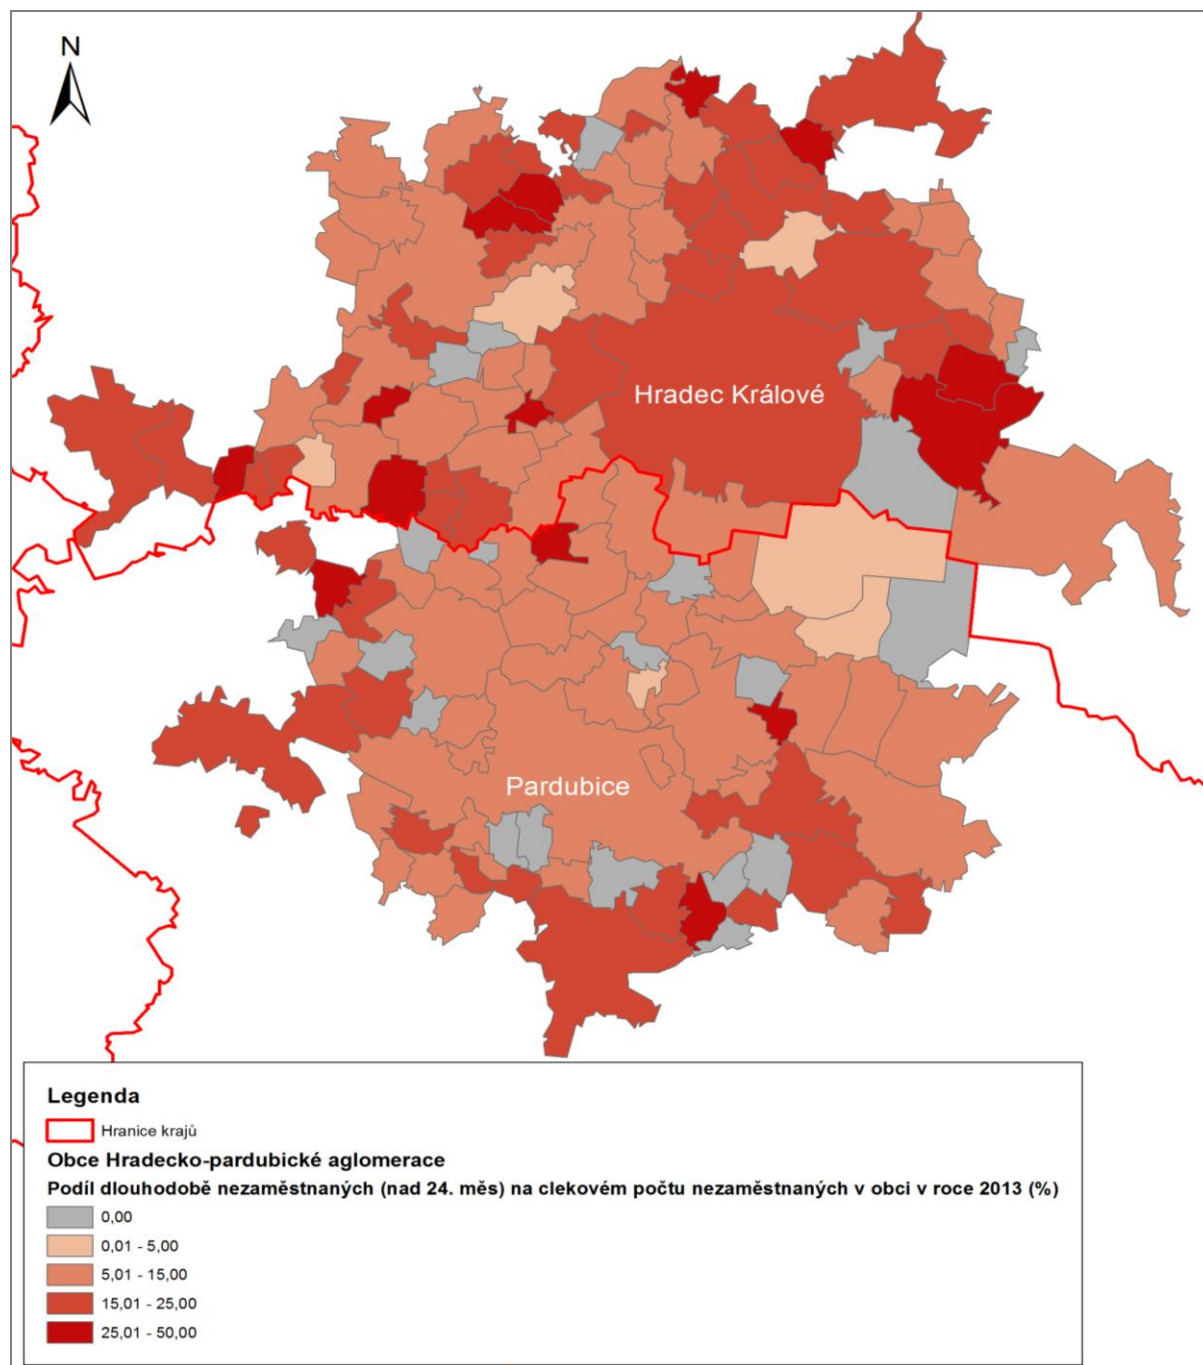 N
Hradec Králové
Pardubice
Legenda
Hranice krajů
Obce Hradecko-pardubické aglomerace
Podíl dlouhodobě nezaměstnaných (nad 24. měs) na clekovém počtu nezaměstnaných v obci v roce 2013 (%)
0,00
0,01 - 5,00
5,01 - 15,00
15,01 - 25,00
25,01 - 50,00